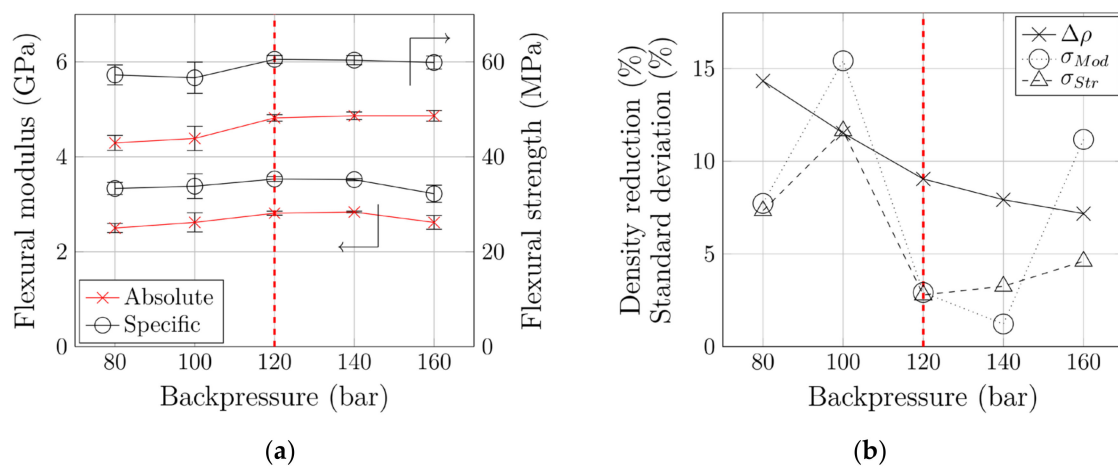 Flexural modulus (GPa)
6
4
2
0
60
40
20
0
Flexural strength (MPa)
Absolute
Specific
80 100 120 140 160
Backpressure (bar)
(a)
Density reduction (%)
Standard deviation (%)
15
10
5
0
Δρ
σ_Mod
σ_Str
80 100 120 140 160
Backpressure (bar)
(b)